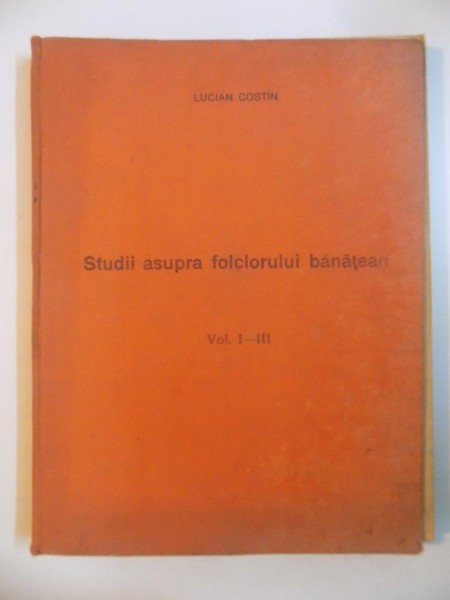 LUCIAN COSTIN
Studii asupra folclorului bănățean
Vol. I—III